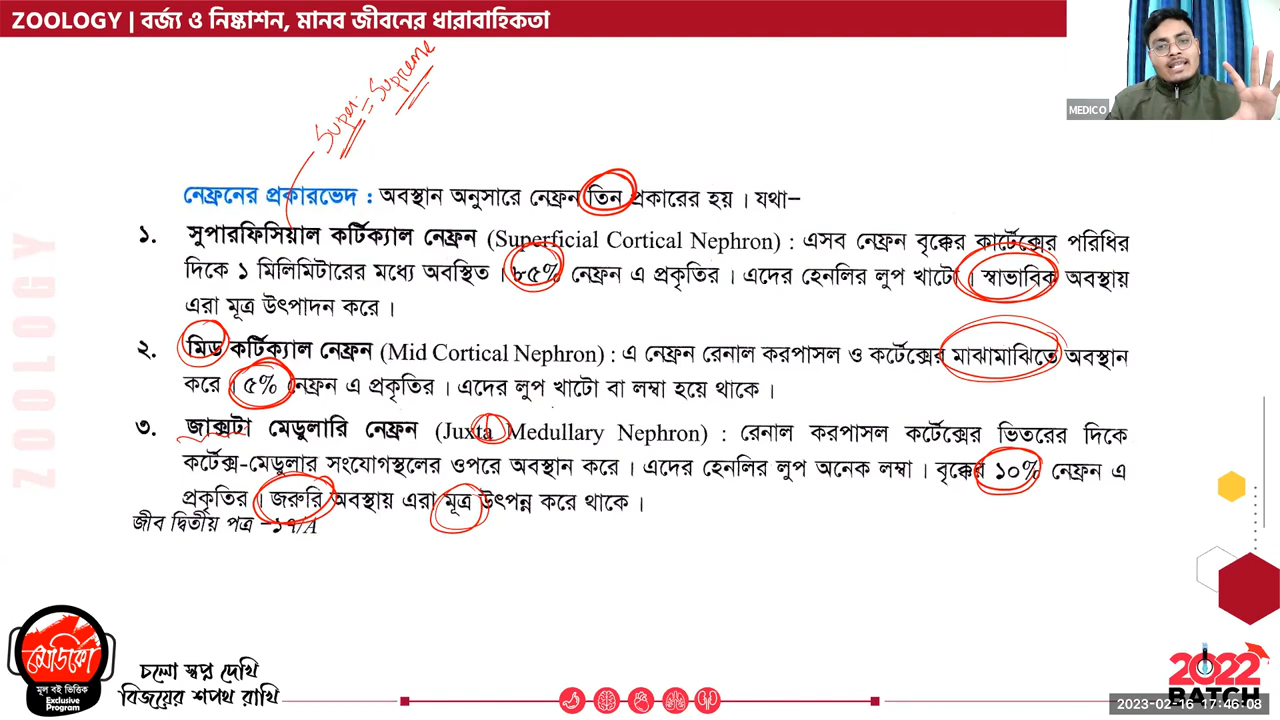 ZOOLOGY | বর্জ্য ও নিষ্কাশন, মানব জীবনের ধারাবাহিকতা
MEDICO
Super = Supreme
নেফ্রনের প্রকারভেদ : অবস্থান অনুসারে নেফ্রন তিন প্রকারের হয় । যথা–
১. সুপারফিসিয়াল কর্টিক্যাল নেফ্রন (Superficial Cortical Nephron) : এসব নেফ্রন বৃক্কের কার্টেক্সের পরিধির
দিকে ১ মিলিমিটারের মধ্যে অবস্থিত । ৮৫% নেফ্রন এ প্রকৃতির । এদের হেনলির লুপ খাটো । স্বাভাবিক অবস্থায়
এরা মূত্র উৎপাদন করে ।
২. মিড কর্টিক্যাল নেফ্রন (Mid Cortical Nephron) : এ নেফ্রন রেনাল করপাসল ও কর্টেক্সের মাঝামাঝিতে অবস্থান
করে । ৫% নেফ্রন এ প্রকৃতির । এদের লুপ খাটো বা লম্বা হয়ে থাকে ।
৩. জাক্সটা মেডুলারি নেফ্রন (Juxta Medullary Nephron) : রেনাল করপাসল কর্টেক্সের ভিতরের দিকে
কর্টেক্স-মেডুলার সংযোগস্থলের ওপরে অবস্থান করে । এদের হেনলির লুপ অনেক লম্বা । বৃক্কের ১০% নেফ্রন এ
প্রকৃতির । জরুরি অবস্থায় এরা মূত্র উৎপন্ন করে থাকে ।
জীব দ্বিতীয় পত্র –১৭/A
ZOOLOGY
মেডিকো
মূল বই ভিত্তিক
Exclusive
Program
চলো স্বপ্ন দেখি
বিজয়ের শপথ রাখি
2022
BATCH
2023-02-16 17:46:08